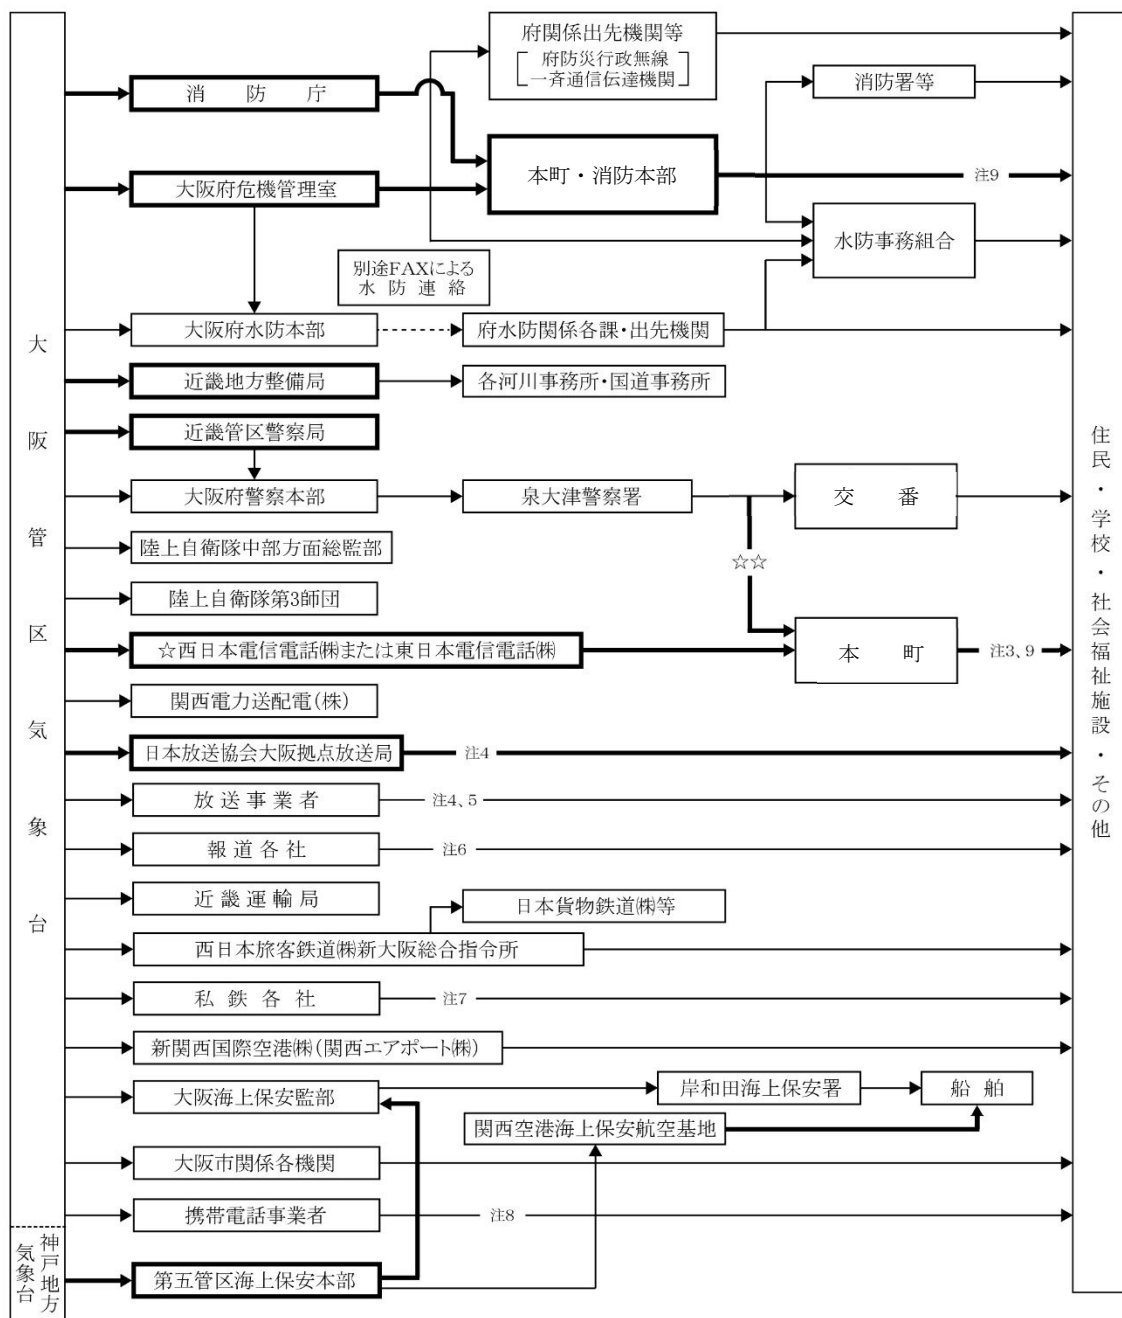 大阪管区気象台
神戸地方
気象台
府関係出先機関等
府防災行政無線
一斉通信伝達機関
消防庁
消防署等
本町・消防本部
注9
大阪府危機管理室
水防事務組合
別途FAXによる
水防連絡
大阪府水防本部
府水防関係各課・出先機関
近畿地方整備局
各河川事務所・国道事務所
近畿管区警察局
大阪府警察本部
泉大津警察署
交番
陸上自衛隊中部方面総監部
☆☆
陸上自衛隊第3師団
☆西日本電信電話㈱または東日本電信電話㈱
本町
注3、9
関西電力送配電(株)
日本放送協会大阪拠点放送局
注4
放送事業者
注4、5
報道各社
注6
近畿運輸局
日本貨物鉄道㈱等
西日本旅客鉄道㈱新大阪総合指令所
私鉄各社
注7
新関西国際空港㈱(関西エアポート㈱)
大阪海上保安監部
岸和田海上保安署
船舶
関西空港海上保安航空基地
大阪市関係各機関
携帯電話事業者
注8
第五管区海上保安本部
住民・学校・社会福祉施設・その他